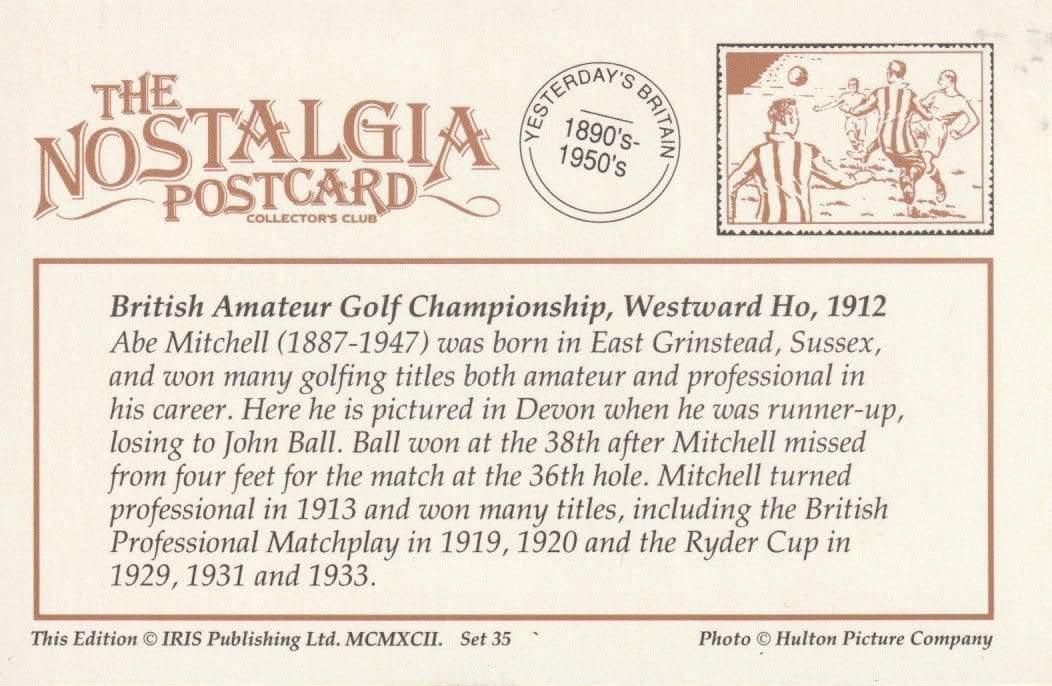 THE
NOSTALGIA
POSTCARD
COLLECTOR'S CLUB
YESTERDAY'S BRITAIN
1890's-
1950's
British Amateur Golf Championship, Westward Ho, 1912
Abe Mitchell (1887-1947) was born in East Grinstead, Sussex,
and won many golfing titles both amateur and professional in
his career. Here he is pictured in Devon when he was runner-up,
losing to John Ball. Ball won at the 38th after Mitchell missed
from four feet for the match at the 36th hole. Mitchell turned
professional in 1913 and won many titles, including the British
Professional Matchplay in 1919, 1920 and the Ryder Cup in
1929, 1931 and 1933.
This Edition © IRIS Publishing Ltd. MCMXCII. Set 35
Photo © Hulton Picture Company